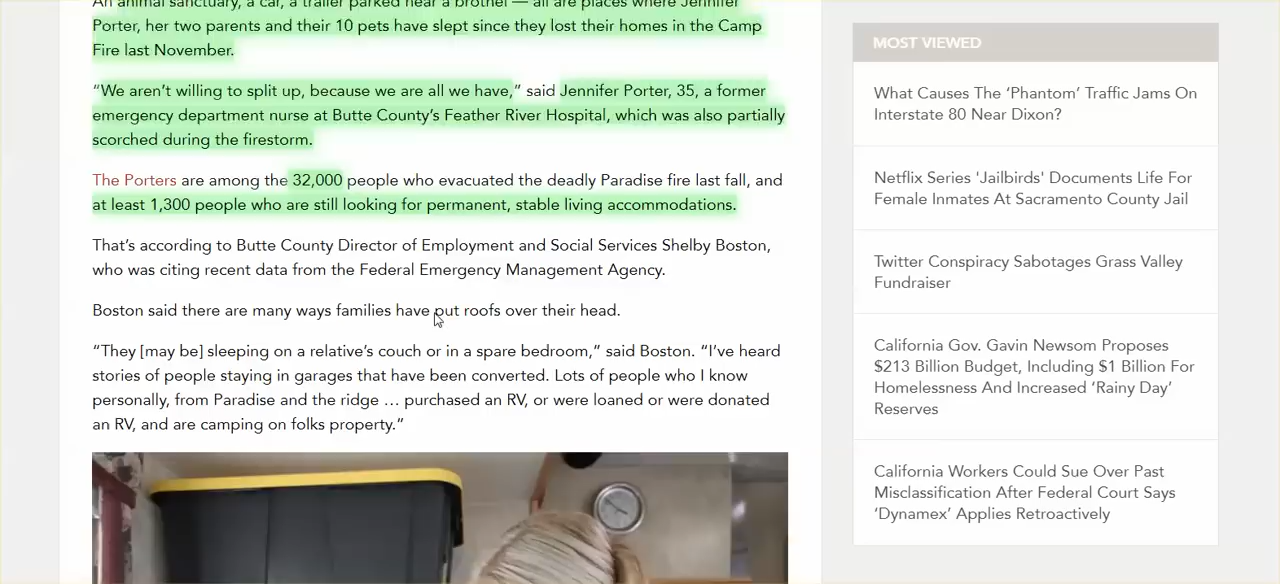 An animal sanctuary, a car, a trailer parked near a brothel — all are places where Jennifer
Porter, her two parents and their 10 pets have slept since they lost their homes in the Camp
Fire last November.
“We aren’t willing to split up, because we are all we have,” said Jennifer Porter, 35, a former
emergency department nurse at Butte County’s Feather River Hospital, which was also partially
scorched during the firestorm.
The Porters are among the 32,000 people who evacuated the deadly Paradise fire last fall, and
at least 1,300 people who are still looking for permanent, stable living accommodations.
That’s according to Butte County Director of Employment and Social Services Shelby Boston,
who was citing recent data from the Federal Emergency Management Agency.
Boston said there are many ways families have put roofs over their head.
“They [may be] sleeping on a relative’s couch or in a spare bedroom,” said Boston. “I’ve heard
stories of people staying in garages that have been converted. Lots of people who I know
personally, from Paradise and the ridge … purchased an RV, or were loaned or were donated
an RV, and are camping on folks property.”
MOST VIEWED
What Causes The ‘Phantom’ Traffic Jams On
Interstate 80 Near Dixon?
Netflix Series 'Jailbirds' Documents Life For
Female Inmates At Sacramento County Jail
Twitter Conspiracy Sabotages Grass Valley
Fundraiser
California Gov. Gavin Newsom Proposes
$213 Billion Budget, Including $1 Billion For
Homelessness And Increased ‘Rainy Day’
Reserves
California Workers Could Sue Over Past
Misclassification After Federal Court Says
‘Dynamex’ Applies Retroactively